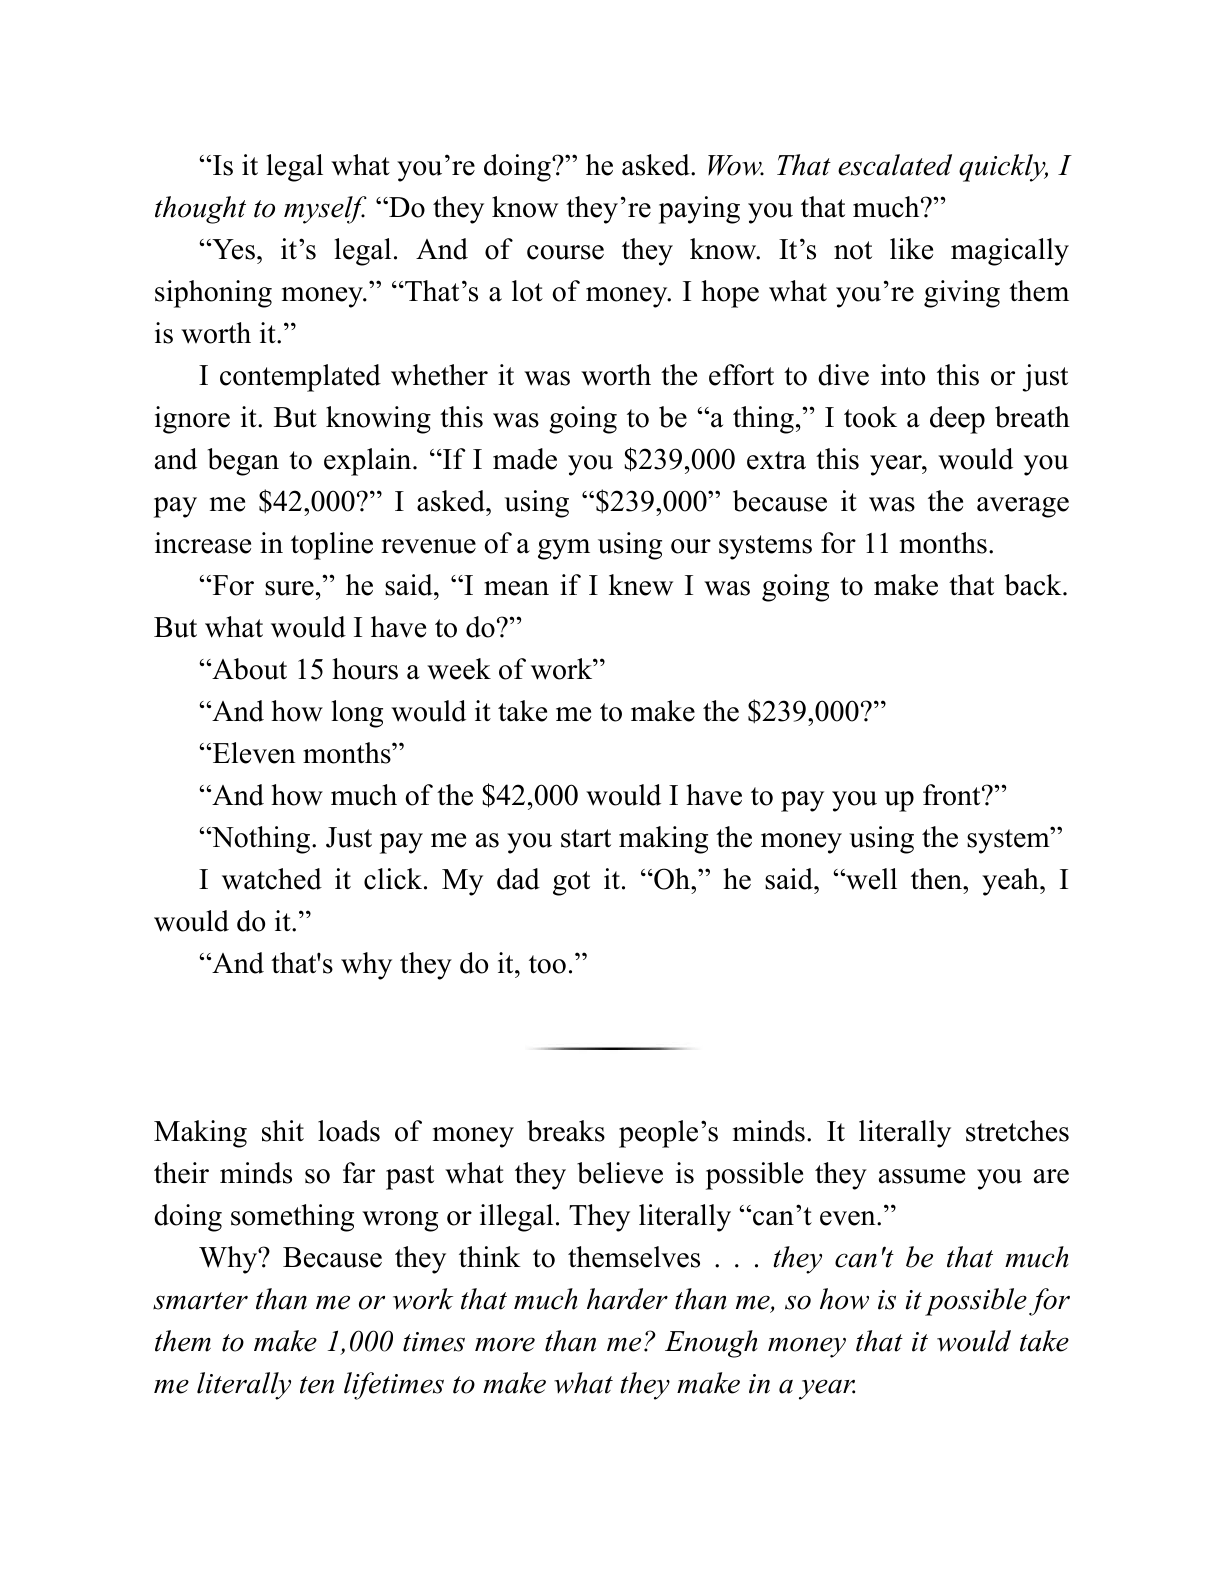 “Is it legal what you’re doing?” he asked. Wow. That escalated quickly, I
thought to myself. “Do they know they’re paying you that much?”
“Yes, it’s legal. And of course they know. It’s not like magically
siphoning money.” “That’s a lot of money. I hope what you’re giving them
is worth it.”
I contemplated whether it was worth the effort to dive into this or just
ignore it. But knowing this was going to be “a thing,” I took a deep breath
and began to explain. “If I made you $239,000 extra this year, would you
pay me $42,000?” I asked, using “$239,000” because it was the average
increase in topline revenue of a gym using our systems for 11 months.
“For sure,” he said, “I mean if I knew I was going to make that back.
But what would I have to do?”
“About 15 hours a week of work”
“And how long would it take me to make the $239,000?”
“Eleven months”
“And how much of the $42,000 would I have to pay you up front?”
“Nothing. Just pay me as you start making the money using the system”
I watched it click. My dad got it. “Oh,” he said, “well then, yeah, I
would do it.”
“And that's why they do it, too.”
Making shit loads of money breaks people’s minds. It literally stretches
their minds so far past what they believe is possible they assume you are
doing something wrong or illegal. They literally “can’t even.”
Why? Because they think to themselves . . . they can't be that much
smarter than me or work that much harder than me, so how is it possible for
them to make 1,000 times more than me? Enough money that it would take
me literally ten lifetimes to make what they make in a year.